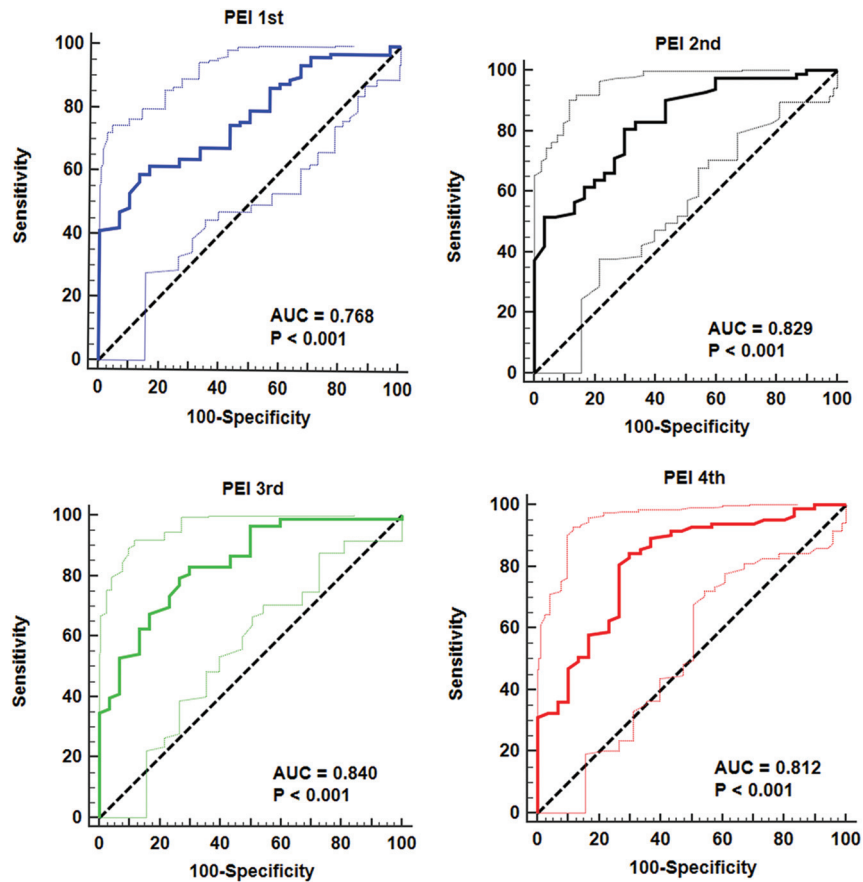 PEI 1st
100
80
60
40
20
0
Sensitivity
AUC = 0.768
P < 0.001
0 20 40 60 80 100
100-Specificity
PEI 2nd
100
80
60
40
20
0
Sensitivity
AUC = 0.829
P < 0.001
0 20 40 60 80 100
100-Specificity
PEI 3rd
100
80
60
40
20
0
Sensitivity
AUC = 0.840
P < 0.001
0 20 40 60 80 100
100-Specificity
PEI 4th
100
80
60
40
20
0
Sensitivity
AUC = 0.812
P < 0.001
0 20 40 60 80 100
100-Specificity